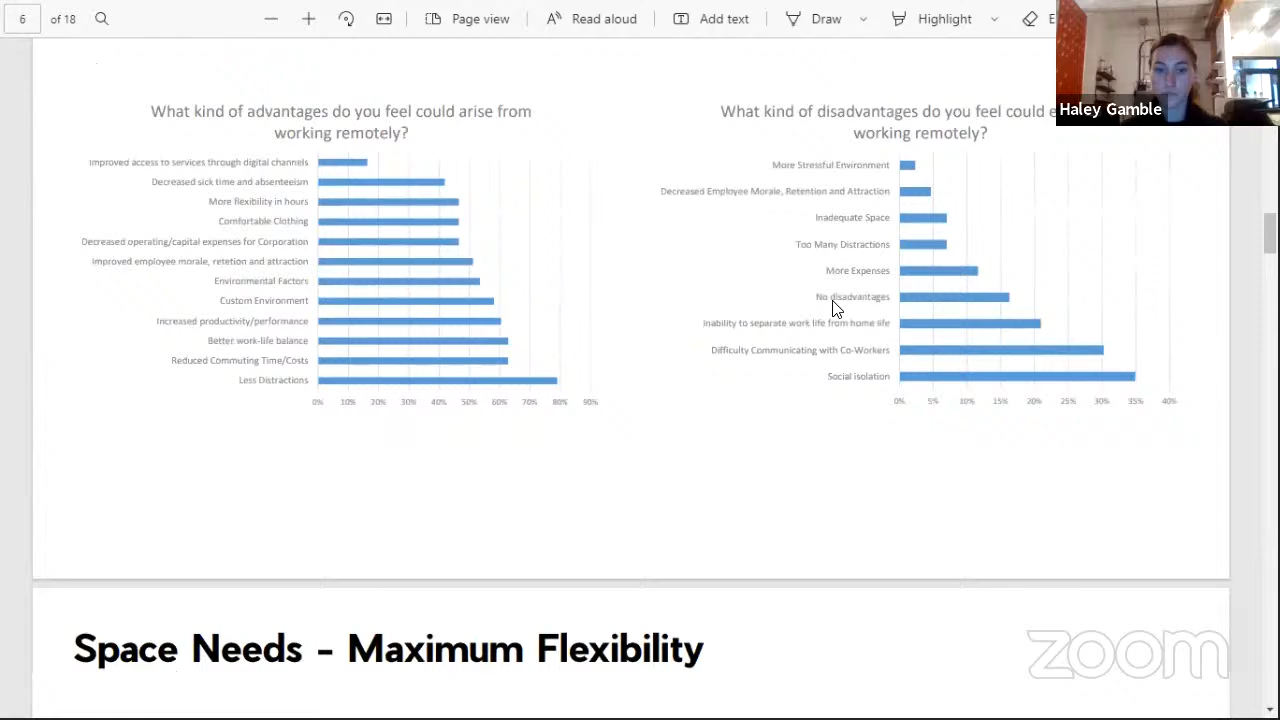 6 of 18 Page view Read aloud Add text Draw Highlight E
Haley Gamble
What kind of advantages do you feel could arise from
working remotely?
Improved access to services through digital channels
Decreased sick time and absenteeism
More flexibility in hours
Comfortable Clothing
Decreased operating/capital expenses for Corporation
Improved employee morale, retetion and attraction
Environmental Factors
Custom Environment
Increased productivity/performance
Better work-life balance
Reduced Commuting Time/Costs
Less Distractions
0% 10% 20% 30% 40% 50% 60% 70% 80% 90%
What kind of disadvantages do you feel could e
working remotely?
More Stressful Environment
Decreased Employee Morale, Retention and Attraction
Inadequate Space
Too Many Distractions
More Expenses
No disadvantages
Inability to separate work life from home life
Difficulty Communicating with Co-Workers
Social isolation
0% 5% 10% 15% 20% 25% 30% 35% 40%
Space Needs - Maximum Flexibility
zoom